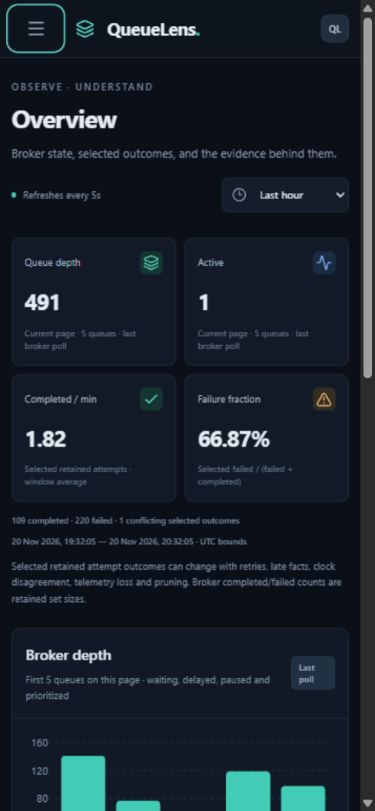 QueueLens.
QL
OBSERVE · UNDERSTAND
Overview
Broker state, selected outcomes, and the evidence behind them.
Refreshes every 5s
Last hour
Queue depth
491
Current page · 5 queues · last
broker poll
Active
1
Current page · 5 queues · last
broker poll
Completed / min
1.82
Selected retained attempts ·
window average
Failure fraction
66.87%
Selected failed / (failed +
completed)
109 completed · 220 failed · 1 conflicting selected outcomes
20 Nov 2026, 19:32:05 — 20 Nov 2026, 20:32:05 · UTC bounds
Selected retained attempt outcomes can change with retries, late facts, clock
disagreement, telemetry loss and pruning. Broker completed/failed counts are
retained set sizes.
Broker depth
First 5 queues on this page · waiting, delayed, paused and
prioritized
Last
poll
160
120
80